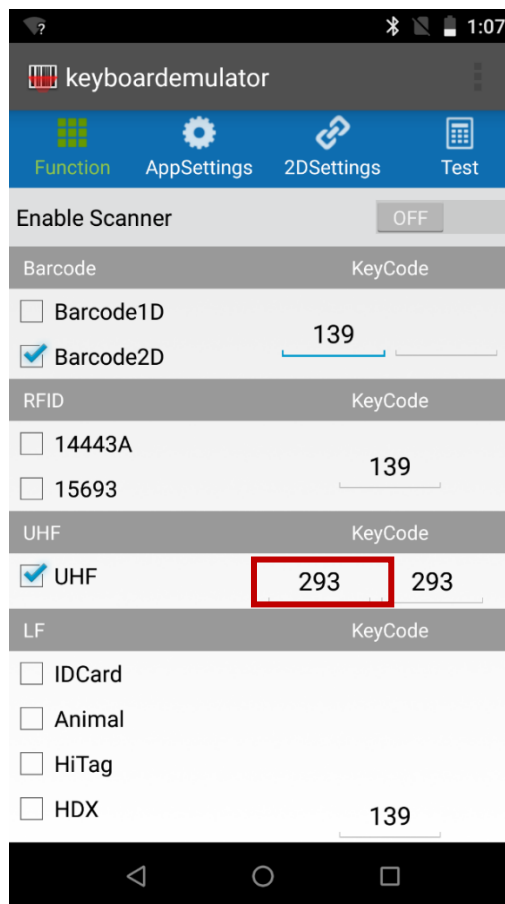 ? 1:07
keyboardemulator
Function AppSettings 2DSettings Test
Enable Scanner OFF
Barcode KeyCode
Barcode1D
139
Barcode2D
RFID KeyCode
14443A
139
15693
UHF KeyCode
UHF 293 293
LF KeyCode
IDCard
Animal
HiTag
HDX 139